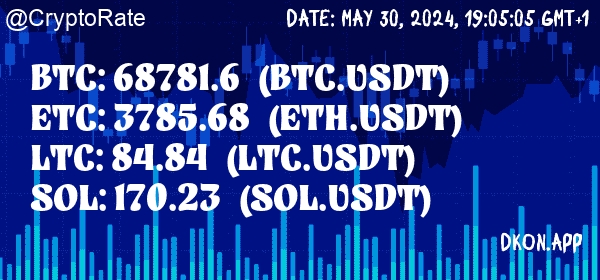 @CryptoRate
DATE: MAY 30, 2024, 19:05:05 GMT+1
BTC: 68781.6 (BTC.USDT)
ETC: 3785.68 (ETH.USDT)
LTC: 84.84 (LTC.USDT)
SOL: 170.23 (SOL.USDT)
DKON.APP